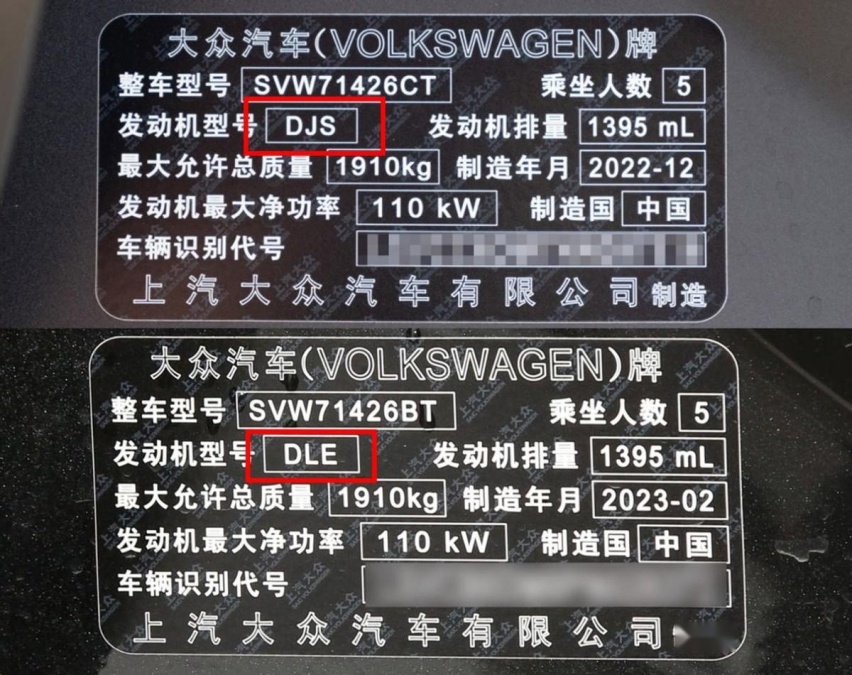 大众汽车(VOLKSWAGEN)牌
整车型号 SVW71426CT 乘坐人数 5
发动机型号 DJS 发动机排量 1395 mL
最大允许总质量 1910kg 制造年月 2022-12
发动机最大净功率 110 kW 制造国 中国
车辆识别代号
上汽大众汽车有限公司制造
大众汽车(VOLKSWAGEN)牌
整车型号 SVW71426BT 乘坐人数 5
发动机型号 DLE 发动机排量 1395 mL
最大允许总质量 1910kg 制造年月 2023-02
发动机最大净功率 110 kW 制造国 中国
车辆识别代号
上汽大众汽车有限公司